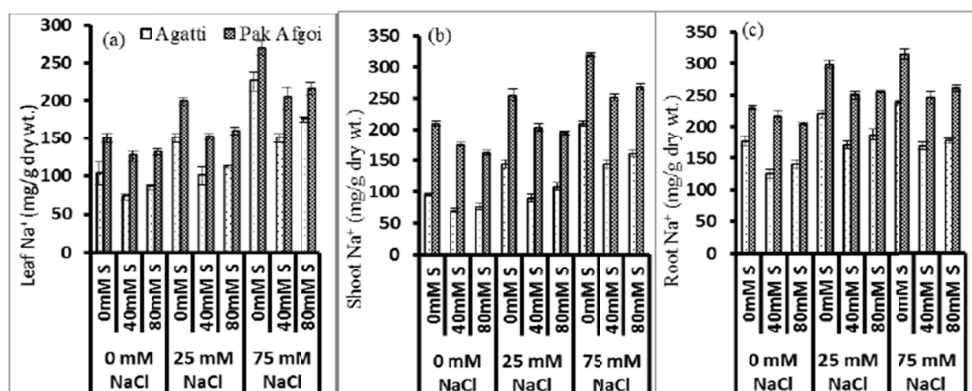 (a) Agatti Pak Afgoi
300
250
200
150
100
50
0
Leaf Na⁺ (mg/g dry wt.)
0mM S 40mM S 80mM S 0mM S 40mM S 80mM S 0mM S 40mM S 80mM S
0 mM 25 mM 75 mM
NaCl NaCl NaCl
(b)
350
300
250
200
150
100
50
0
Shoot Na⁺ (mg/g dry wt.)
0mM S 40mM S 80mM S 0mM S 40mM S 80mM S 0mM S 40mM S 80mM S
0 mM 25 mM 75 mM
NaCl NaCl NaCl
(c)
350
300
250
200
150
100
50
0
Root Na⁺ (mg/g dry wt.)
0mM S 40mM S 80mM S 0mM S 40mM S 80mM S 0mM S 40mM S 80mM S
0 mM 25 mM 75 mM
NaCl NaCl NaCl